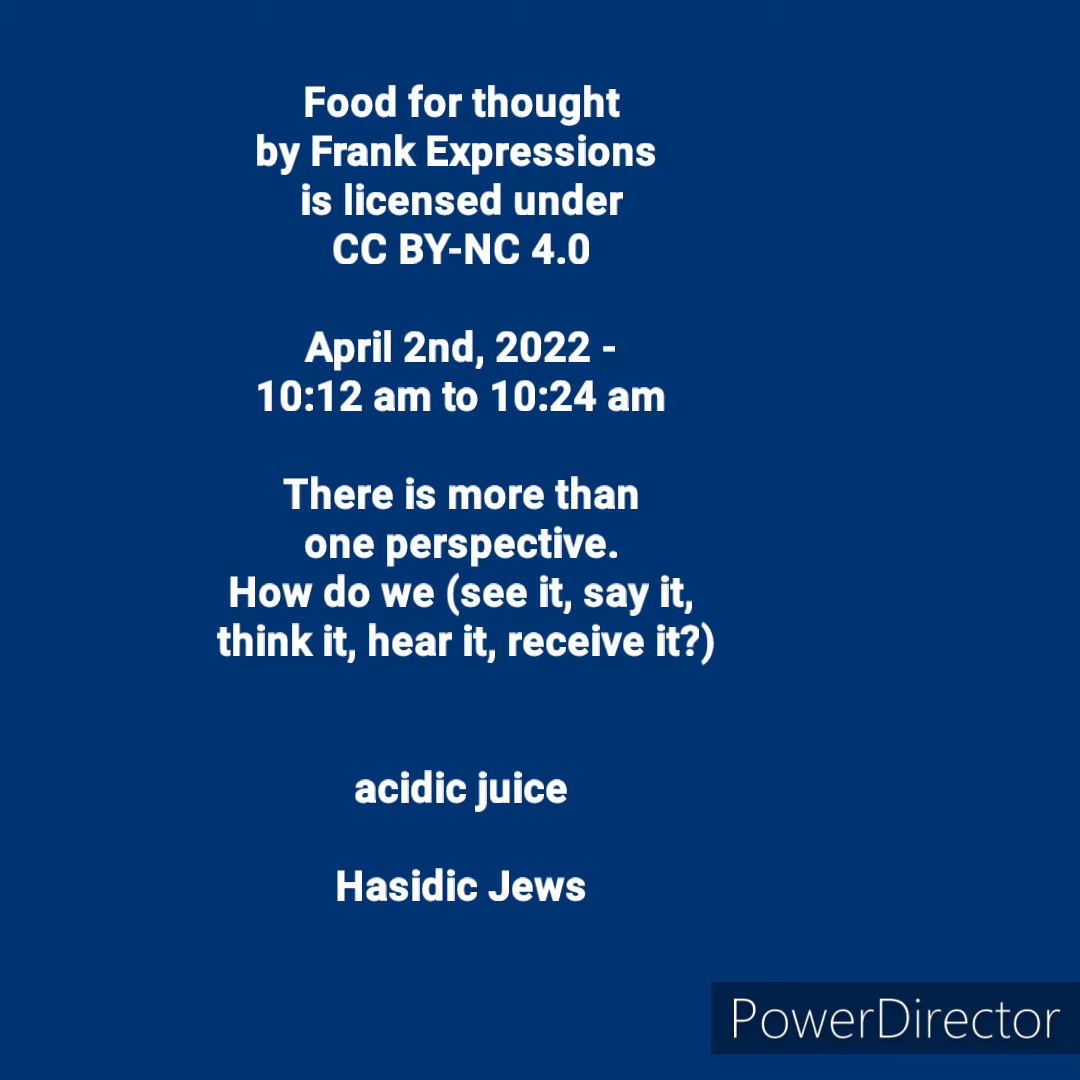 Food for thought
by Frank Expressions
is licensed under
CC BY-NC 4.0
April 2nd, 2022 -
10:12 am to 10:24 am
There is more than
one perspective.
How do we (see it, say it,
think it, hear it, receive it?)
acidic juice
Hasidic Jews
PowerDirector